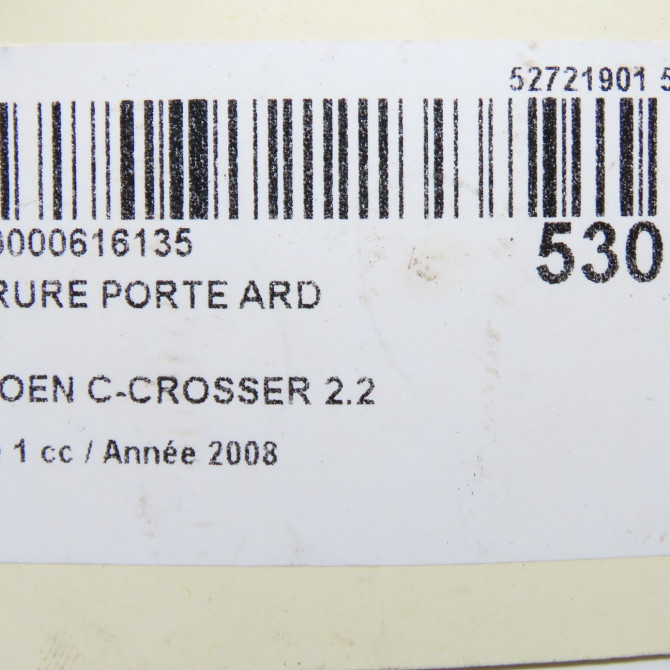 52721901 5
6000616135
530
RURE PORTE ARD
OEN C-CROSSER 2.2
1 cc / Année 2008